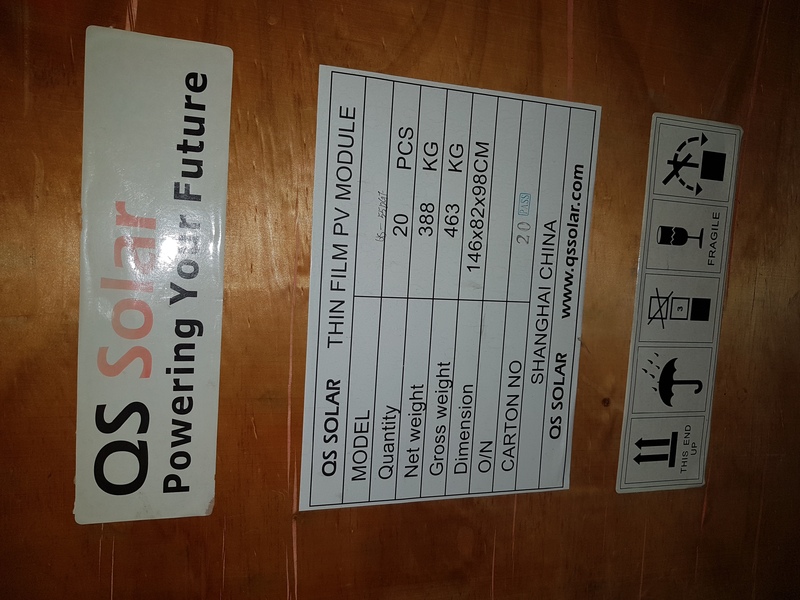 QS Solar
Powering Your Future
QS SOLAR THIN FILM PV MODULE
MODEL
Quantity 20 PCS
Net weight 388 KG
Gross weight 463 KG
Dimension 146x82x98CM
O/N
CARTON NO 20 PASS
SHANGHAI CHINA
QS SOLAR www.qssolar.com
THIS END UP
3
FRAGILE